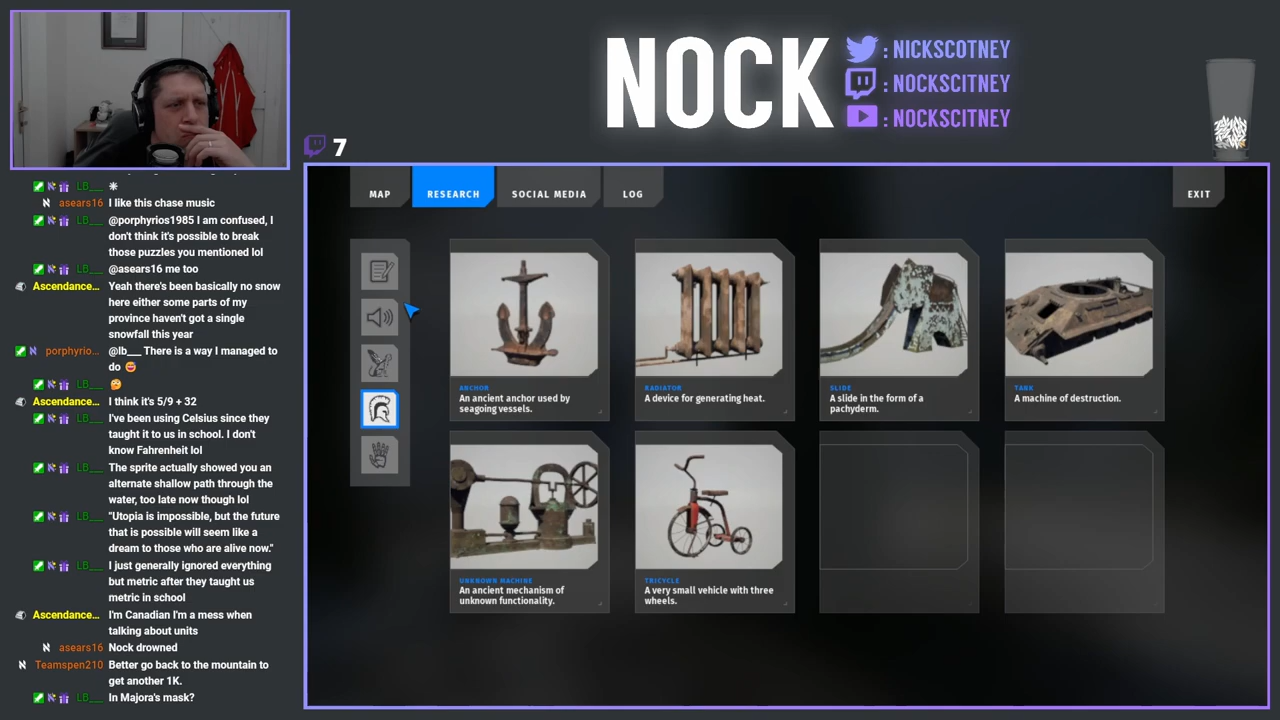 NOCK
: NICKSCOTNEY
: NOCKSCITNEY
: NOCKSCITNEY
7
LB__ ✳
asears16 I like this chase music
@porphyrios1985 I am confused, I
LB__ don't think it's possible to break
those puzzles you mentioned lol
LB__ @asears16 me too
Ascendance... Yeah there's been basically no snow
here either some parts of my
province haven't got a single
snowfall this year
porphyrio... @lb__ There is a way I managed to
do 😅
LB__ 🤔
Ascendance... I think it's 5/9 + 32
LB__ I've been using Celsius since they
taught it to us in school. I don't
know Fahrenheit lol
LB__ The sprite actually showed you an
alternate shallow path through the
water, too late now though lol
LB__ "Utopia is impossible, but the future
that is possible will seem like a
dream to those who are alive now."
LB__ I just generally ignored everything
but metric after they taught us
metric in school
Ascendance... I'm Canadian I'm a mess when
talking about units
asears16 Nock drowned
Teamspen210 Better go back to the mountain to
get another 1K.
LB__ In Majora's mask?
MAP RESEARCH SOCIAL MEDIA LOG EXIT
ANCHOR
An ancient anchor used by
seagoing vessels.
RADIATOR
A device for generating heat.
SLIDE
A slide in the form of a
pachyderm.
TANK
A machine of destruction.
UNKNOWN MACHINE
An ancient mechanism of
unknown functionality.
TRICYCLE
A very small vehicle with three
wheels.